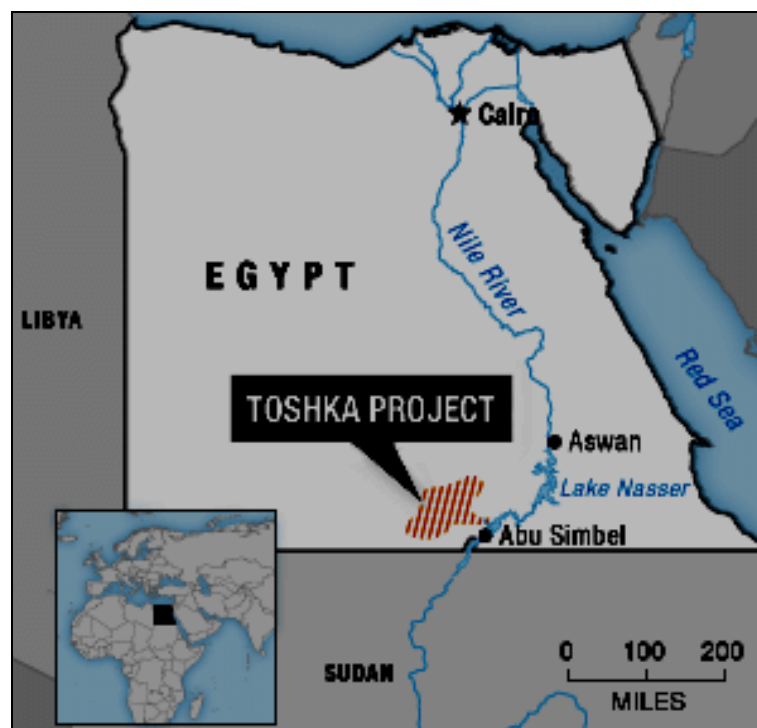 Cairo
Nile River
EGYPT
LIBYA
Red Sea
TOSHKA PROJECT
Aswan
Lake Nasser
Abu Simbel
SUDAN
0 100 200
MILES